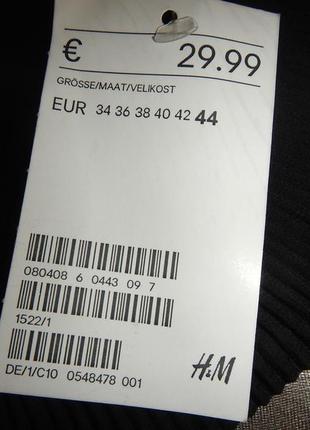 € 29.99
GRÖSSE/MAAT/VELIKOST
EUR 34 36 38 40 42 44
080408 6 0443 09 7
1522/1
DE/1/C10 0548478 001
H&M